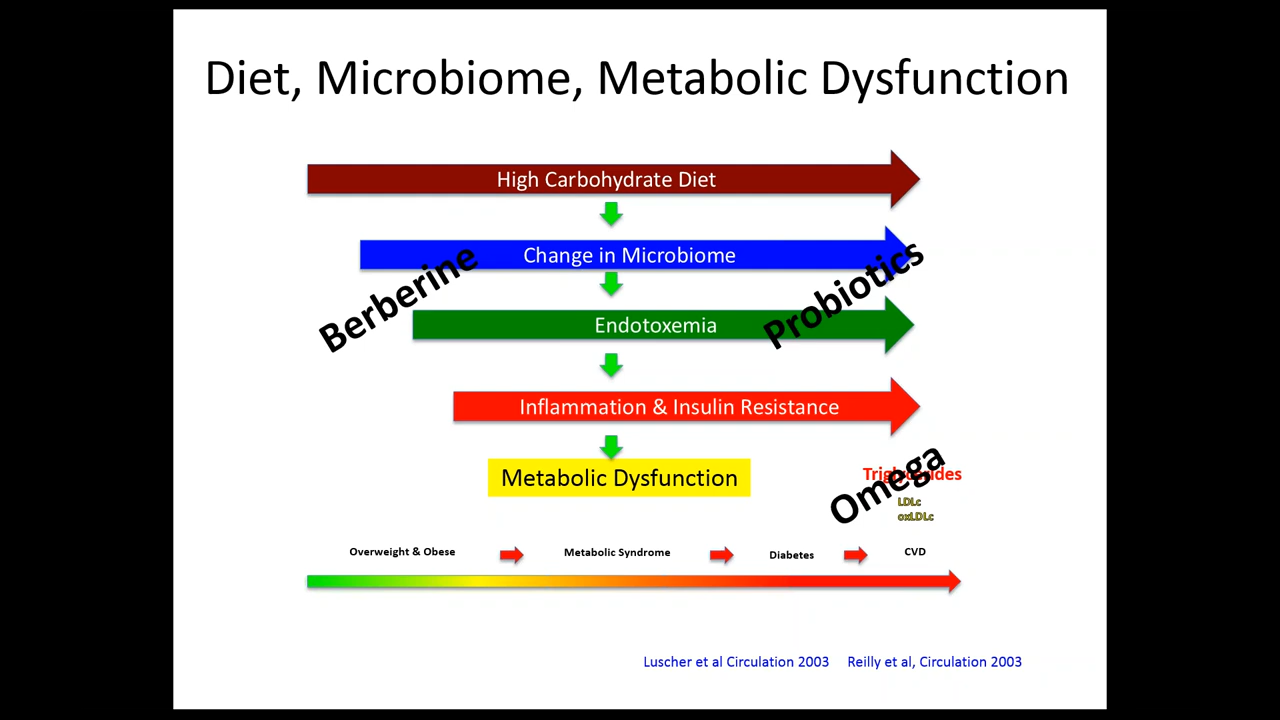 Diet, Microbiome, Metabolic Dysfunction
High Carbohydrate Diet
Change in Microbiome
Berberine
Probiotics
Endotoxemia
Inflammation & Insulin Resistance
Metabolic Dysfunction
Triglycerides
Omega
LDLc
oxLDLc
Overweight & Obese
Metabolic Syndrome
Diabetes
CVD
Luscher et al Circulation 2003 Reilly et al, Circulation 2003